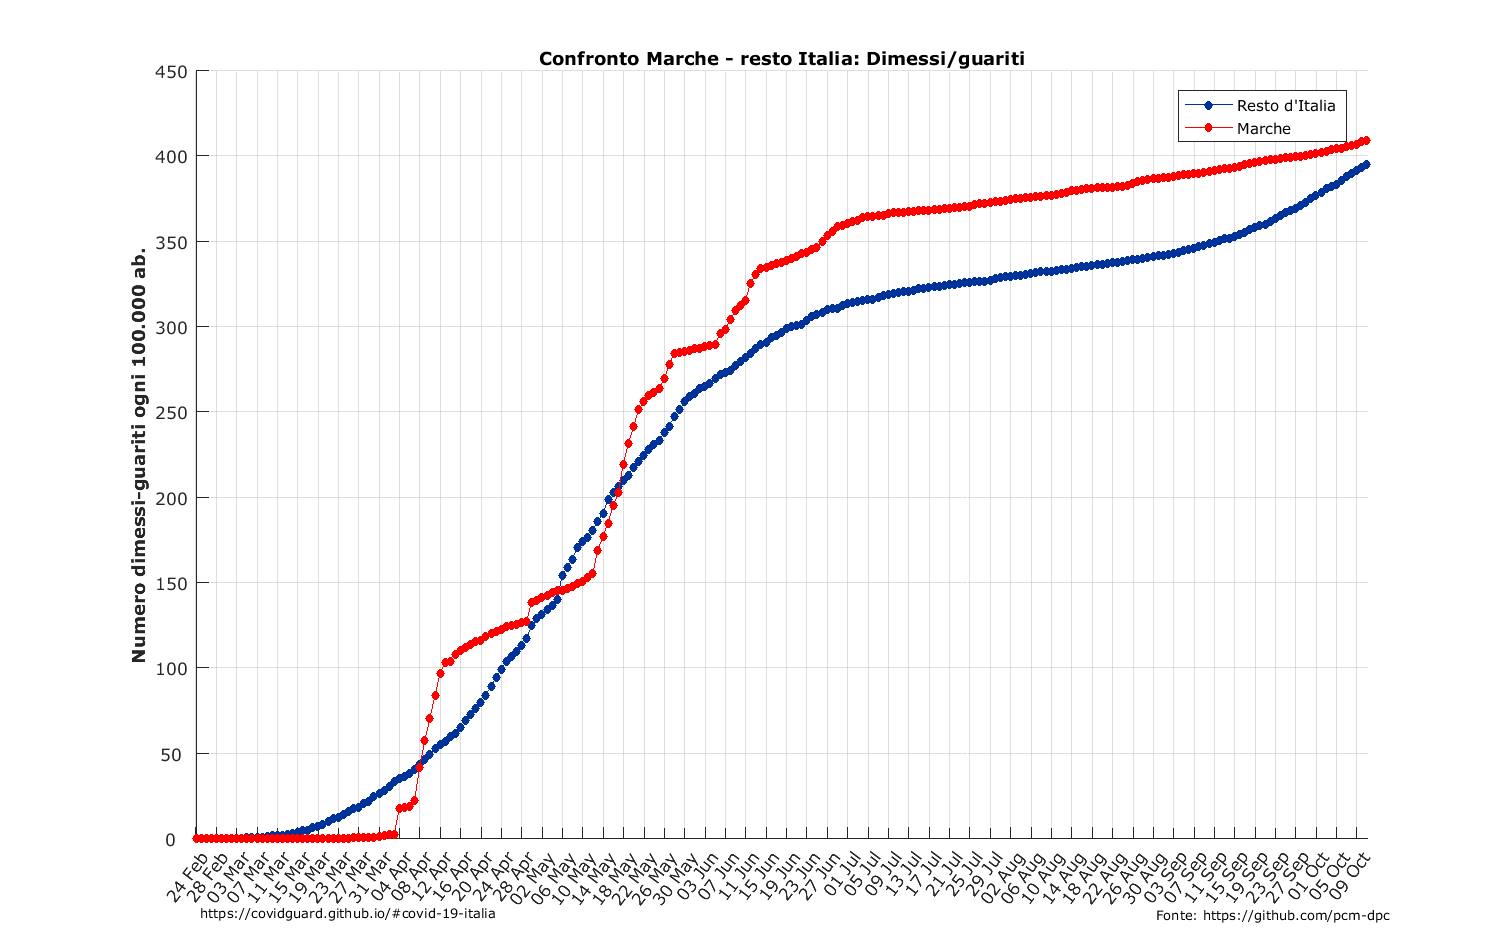 Confronto Marche - resto Italia: Dimessi/guariti
Numero dimessi-guariti ogni 100.000 ab.
450
400
350
300
250
200
150
100
50
0
Resto d'Italia
Marche
24 Feb
28 Feb
03 Mar
07 Mar
11 Mar
15 Mar
19 Mar
23 Mar
27 Mar
31 Mar
04 Apr
08 Apr
12 Apr
16 Apr
20 Apr
24 Apr
28 Apr
02 May
06 May
10 May
14 May
18 May
22 May
26 May
30 May
03 Jun
07 Jun
11 Jun
15 Jun
19 Jun
23 Jun
27 Jun
01 Jul
05 Jul
09 Jul
13 Jul
17 Jul
21 Jul
25 Jul
29 Jul
02 Aug
06 Aug
10 Aug
14 Aug
18 Aug
22 Aug
26 Aug
30 Aug
03 Sep
07 Sep
11 Sep
15 Sep
19 Sep
23 Sep
27 Sep
01 Oct
05 Oct
09 Oct
https://covidguard.github.io/#covid-19-italia
Fonte: https://github.com/pcm-dpc